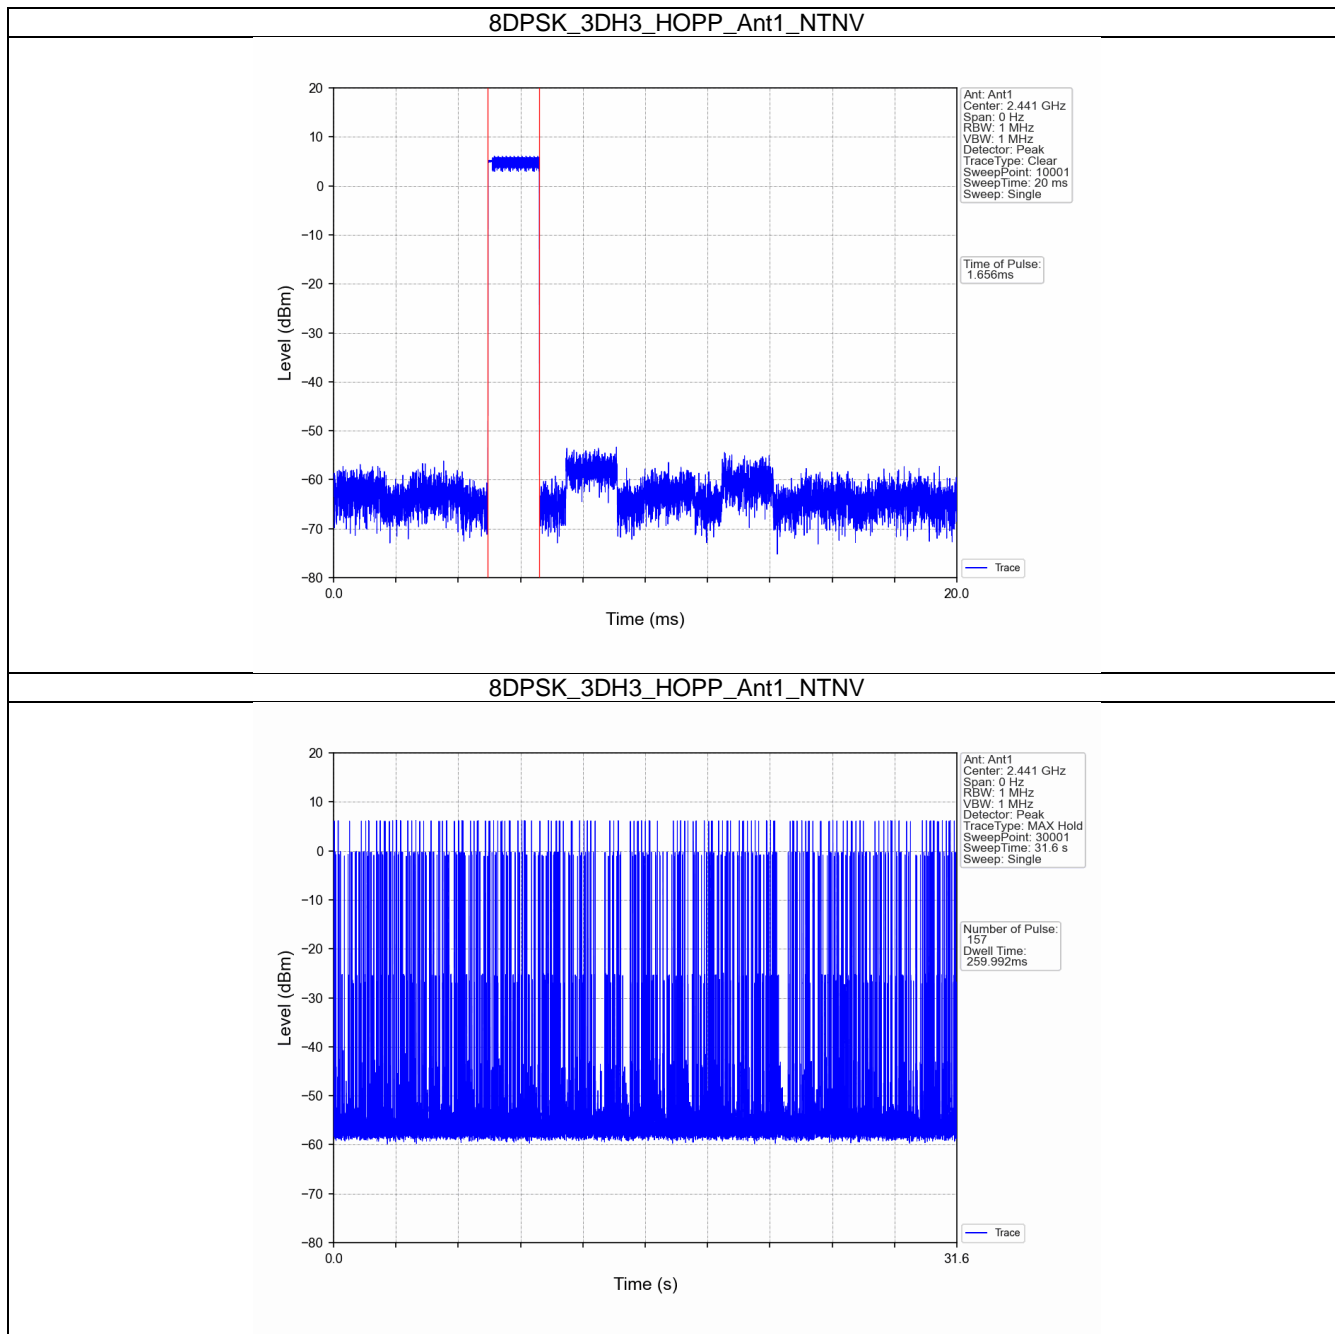 8DPSK_3DH3_HOPP_Ant1_NTNV
20
10
0
−10
−20
−30
−40
−50
−60
−70
−80
Level (dBm)
0.0
20.0
Time (ms)
Ant: Ant1
Center: 2.441 GHz
Span: 0 Hz
RBW: 1 MHz
VBW: 1 MHz
Detector: Peak
TraceType: Clear
SweepPoint: 10001
SweepTime: 20 ms
Sweep: Single
Time of Pulse:
1.656ms
Trace
8DPSK_3DH3_HOPP_Ant1_NTNV
20
10
0
−10
−20
−30
−40
−50
−60
−70
−80
Level (dBm)
0.0
31.6
Time (s)
Ant: Ant1
Center: 2.441 GHz
Span: 0 Hz
RBW: 1 MHz
VBW: 1 MHz
Detector: Peak
TraceType: MAX Hold
SweepPoint: 30001
SweepTime: 31.6 s
Sweep: Single
Number of Pulse:
157
Dwell Time:
259.992ms
Trace